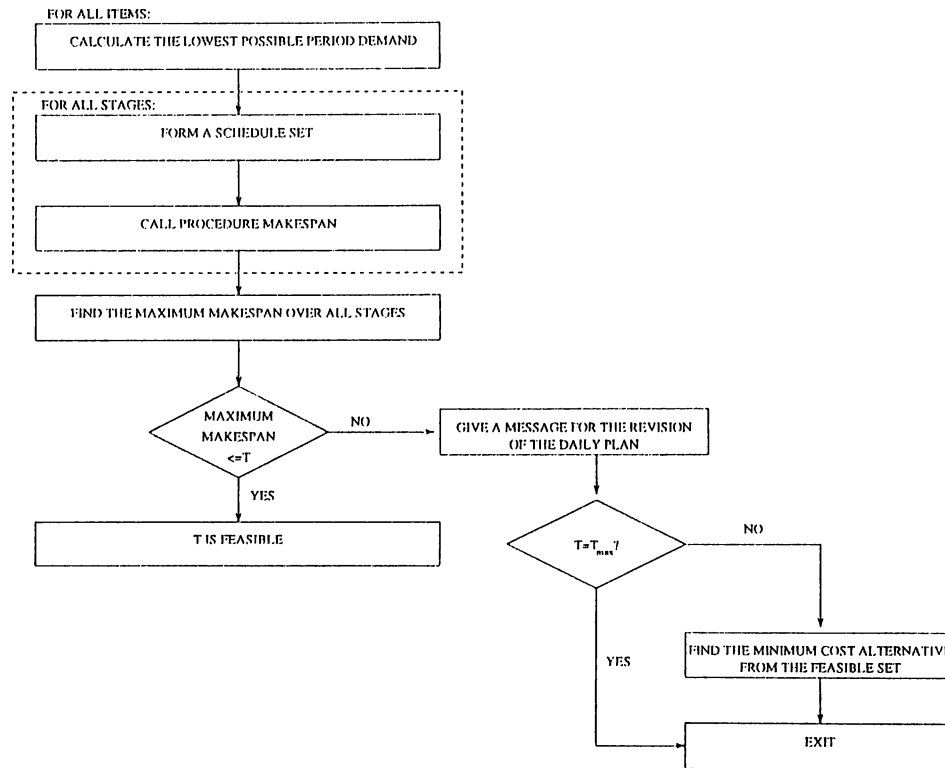 FOR ALL ITEMS:
CALCULATE THE LOWEST POSSIBLE PERIOD DEMAND
FOR ALL STAGES:
FORM A SCHEDULE SET
CALL PROCEDURE MAKESPAN
FIND THE MAXIMUM MAKESPAN OVER ALL STAGES
MAXIMUM
MAKESPAN
<=T
NO
GIVE A MESSAGE FOR THE REVISION
OF THE DAILY PLAN
YES
T IS FEASIBLE
T=Tmax?
NO
YES
FIND THE MINIMUM COST ALTERNATIVE
FROM THE FEASIBLE SET
EXIT